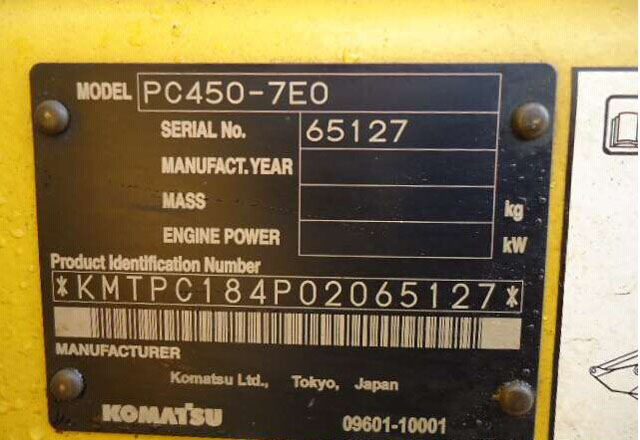 MODEL PC450-7E0
SERIAL No. 65127
MANUFACT.YEAR
MASS kg
ENGINE POWER kW
Product Identification Number
*KMTPC184P02065127*
MANUFACTURER
Komatsu Ltd., Tokyo, Japan
KOMATSU 09601-10001